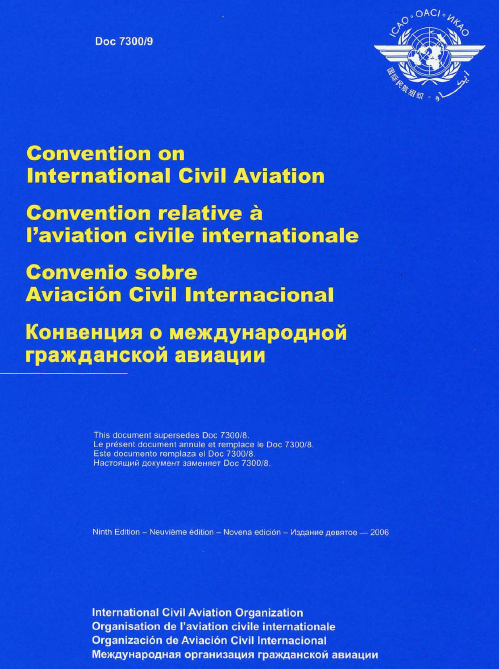 Doc 7300/9
ICAO · OACI · ИКАО
国际民航组织 · إيكاو
Convention on
International Civil Aviation
Convention relative à
l’aviation civile internationale
Convenio sobre
Aviación Civil Internacional
Конвенция о международной
гражданской авиации
This document supersedes Doc 7300/8.
Le présent document annule et remplace le Doc 7300/8.
Este documento remplaza el Doc 7300/8.
Настоящий документ заменяет Doc 7300/8.
Ninth Edition – Neuvième édition – Novena edición – Издание девятое — 2006
International Civil Aviation Organization
Organisation de l’aviation civile internationale
Organización de Aviación Civil Internacional
Международная организация гражданской авиации